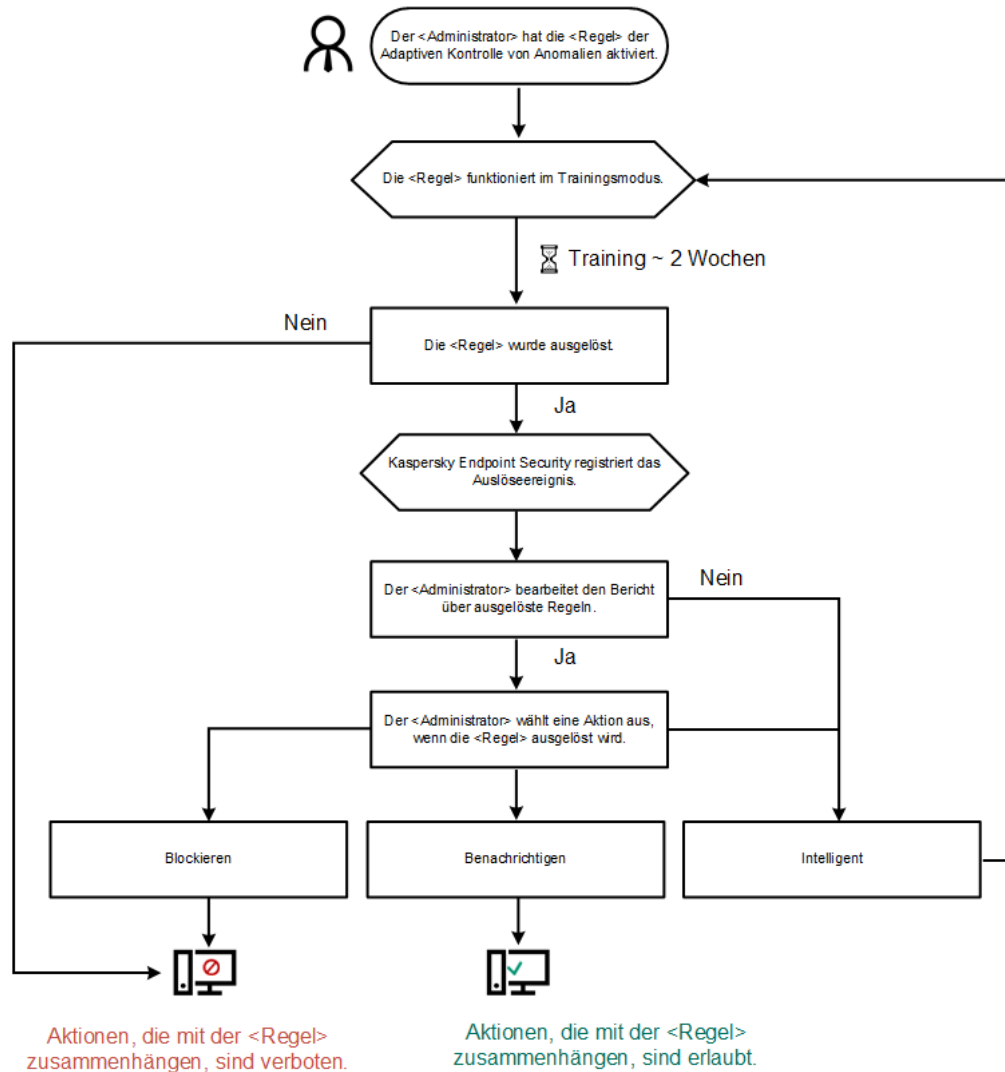 Der <Administrator> hat die <Regel> der
Adaptiven Kontrolle von Anomalien aktiviert.
Die <Regel> funktioniert im Trainingsmodus.
Training ~ 2 Wochen
Nein
Die <Regel> wurde ausgelöst.
Ja
Kaspersky Endpoint Security registriert das
Auslöseereignis.
Der <Administrator> bearbeitet den Bericht
über ausgelöste Regeln.
Nein
Ja
Der <Administrator> wählt eine Aktion aus,
wenn die <Regel> ausgelöst wird.
Blockieren
Benachrichtigen
Intelligent
Aktionen, die mit der <Regel>
zusammenhängen, sind verboten.
Aktionen, die mit der <Regel>
zusammenhängen, sind erlaubt.